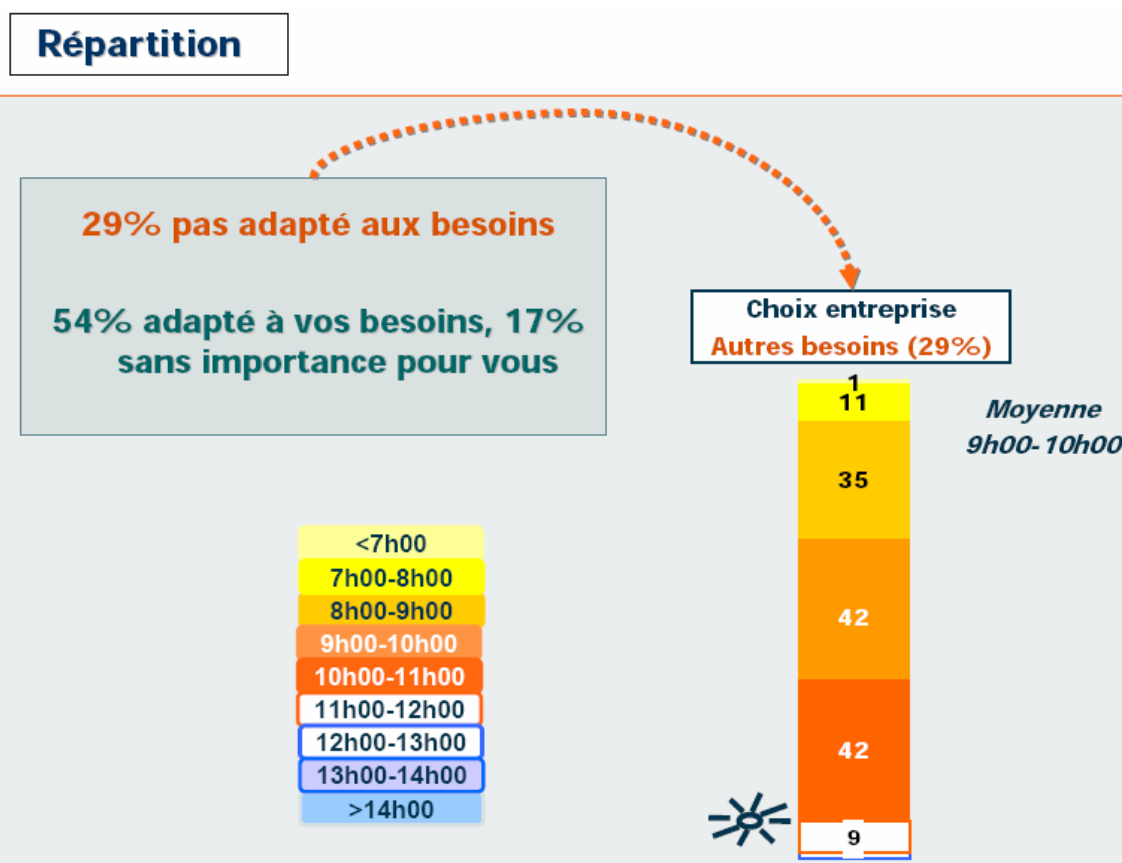 Répartition
29% pas adapté aux besoins
54% adapté à vos besoins, 17%
sans importance pour vous
Choix entreprise
Autres besoins (29%)
1
11
Moyenne
9h00-10h00
35
<7h00
7h00-8h00
8h00-9h00
9h00-10h00
10h00-11h00
11h00-12h00
12h00-13h00
13h00-14h00
>14h00
42
42
9